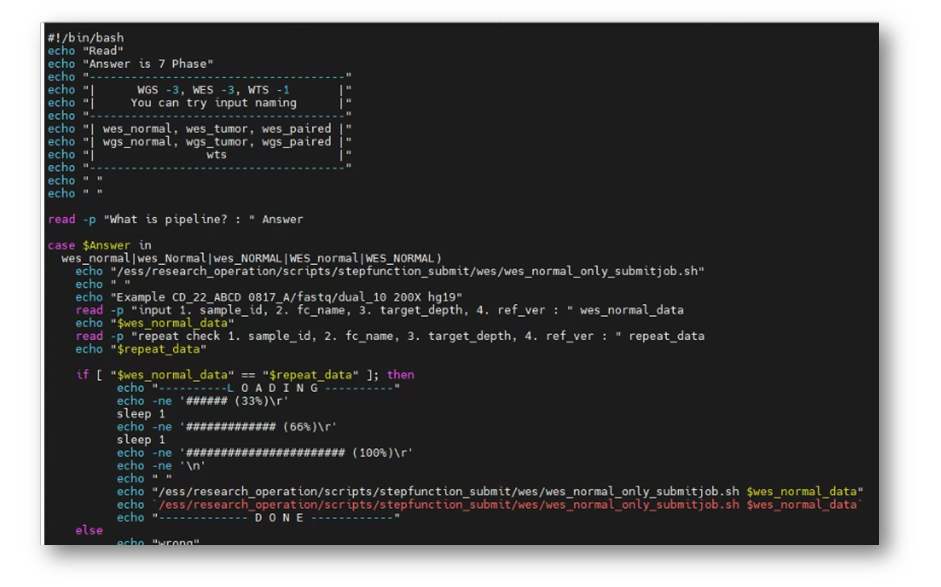 #!/bin/bash
echo "Read"
echo "Answer is 7 Phase"
echo "-------------------------------------"
echo "|      WGS -3, WES -3, WTS -1       |"
echo "|     You can try input naming      |"
echo "-------------------------------------"
echo "| wes_normal, wes_tumor, wes_paired |"
echo "| wgs_normal, wgs_tumor, wgs_paired |"
echo "|                wts                |"
echo "-------------------------------------"
echo " "
echo " "
read -p "What is pipeline? : " Answer
case $Answer in
  wes_normal|wes_Normal|wes_NORMAL|WES_normal|WES_NORMAL)
    echo "/ess/research_operation/scripts/stepfunction_submit/wes/wes_normal_only_submitjob.sh"
    echo " "
    echo "Example CD_22_ABCD 0817_A/fastq/dual_10 200X hg19"
    read -p "input 1. sample_id, 2. fc_name, 3. target_depth, 4. ref_ver : " wes_normal_data
    echo "$wes_normal_data"
    read -p "repeat check 1. sample_id, 2. fc_name, 3. target_depth, 4. ref_ver : " repeat_data
    echo "$repeat_data"
    if [ "$wes_normal_data" == "$repeat_data" ]; then
          echo "----------L O A D I N G ----------"
          echo -ne '###### (33%)\r'
          sleep 1
          echo -ne '############# (66%)\r'
          sleep 1
          echo -ne '####################### (100%)\r'
          echo -ne '\n'
          echo " "
          echo "/ess/research_operation/scripts/stepfunction_submit/wes/wes_normal_only_submitjob.sh $wes_normal_data"
          echo `/ess/research_operation/scripts/stepfunction_submit/wes/wes_normal_only_submitjob.sh $wes_normal_data`
          echo "------------- D O N E ------------"
    else
          echo "wrong"